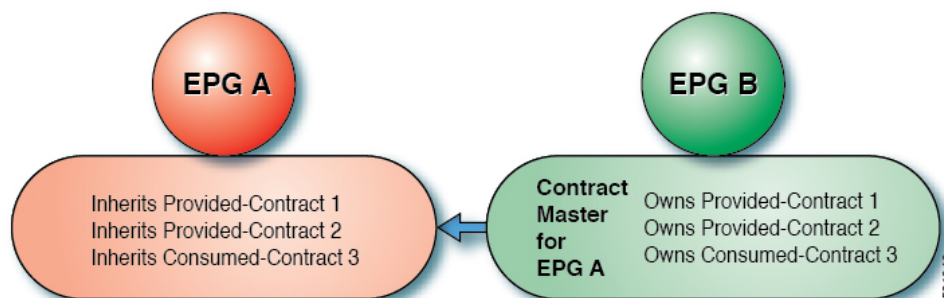 EPG A
EPG B
Inherits Provided-Contract 1
Inherits Provided-Contract 2
Inherits Consumed-Contract 3
Contract
Master
for
EPG A
Owns Provided-Contract 1
Owns Provided-Contract 2
Owns Consumed-Contract 3